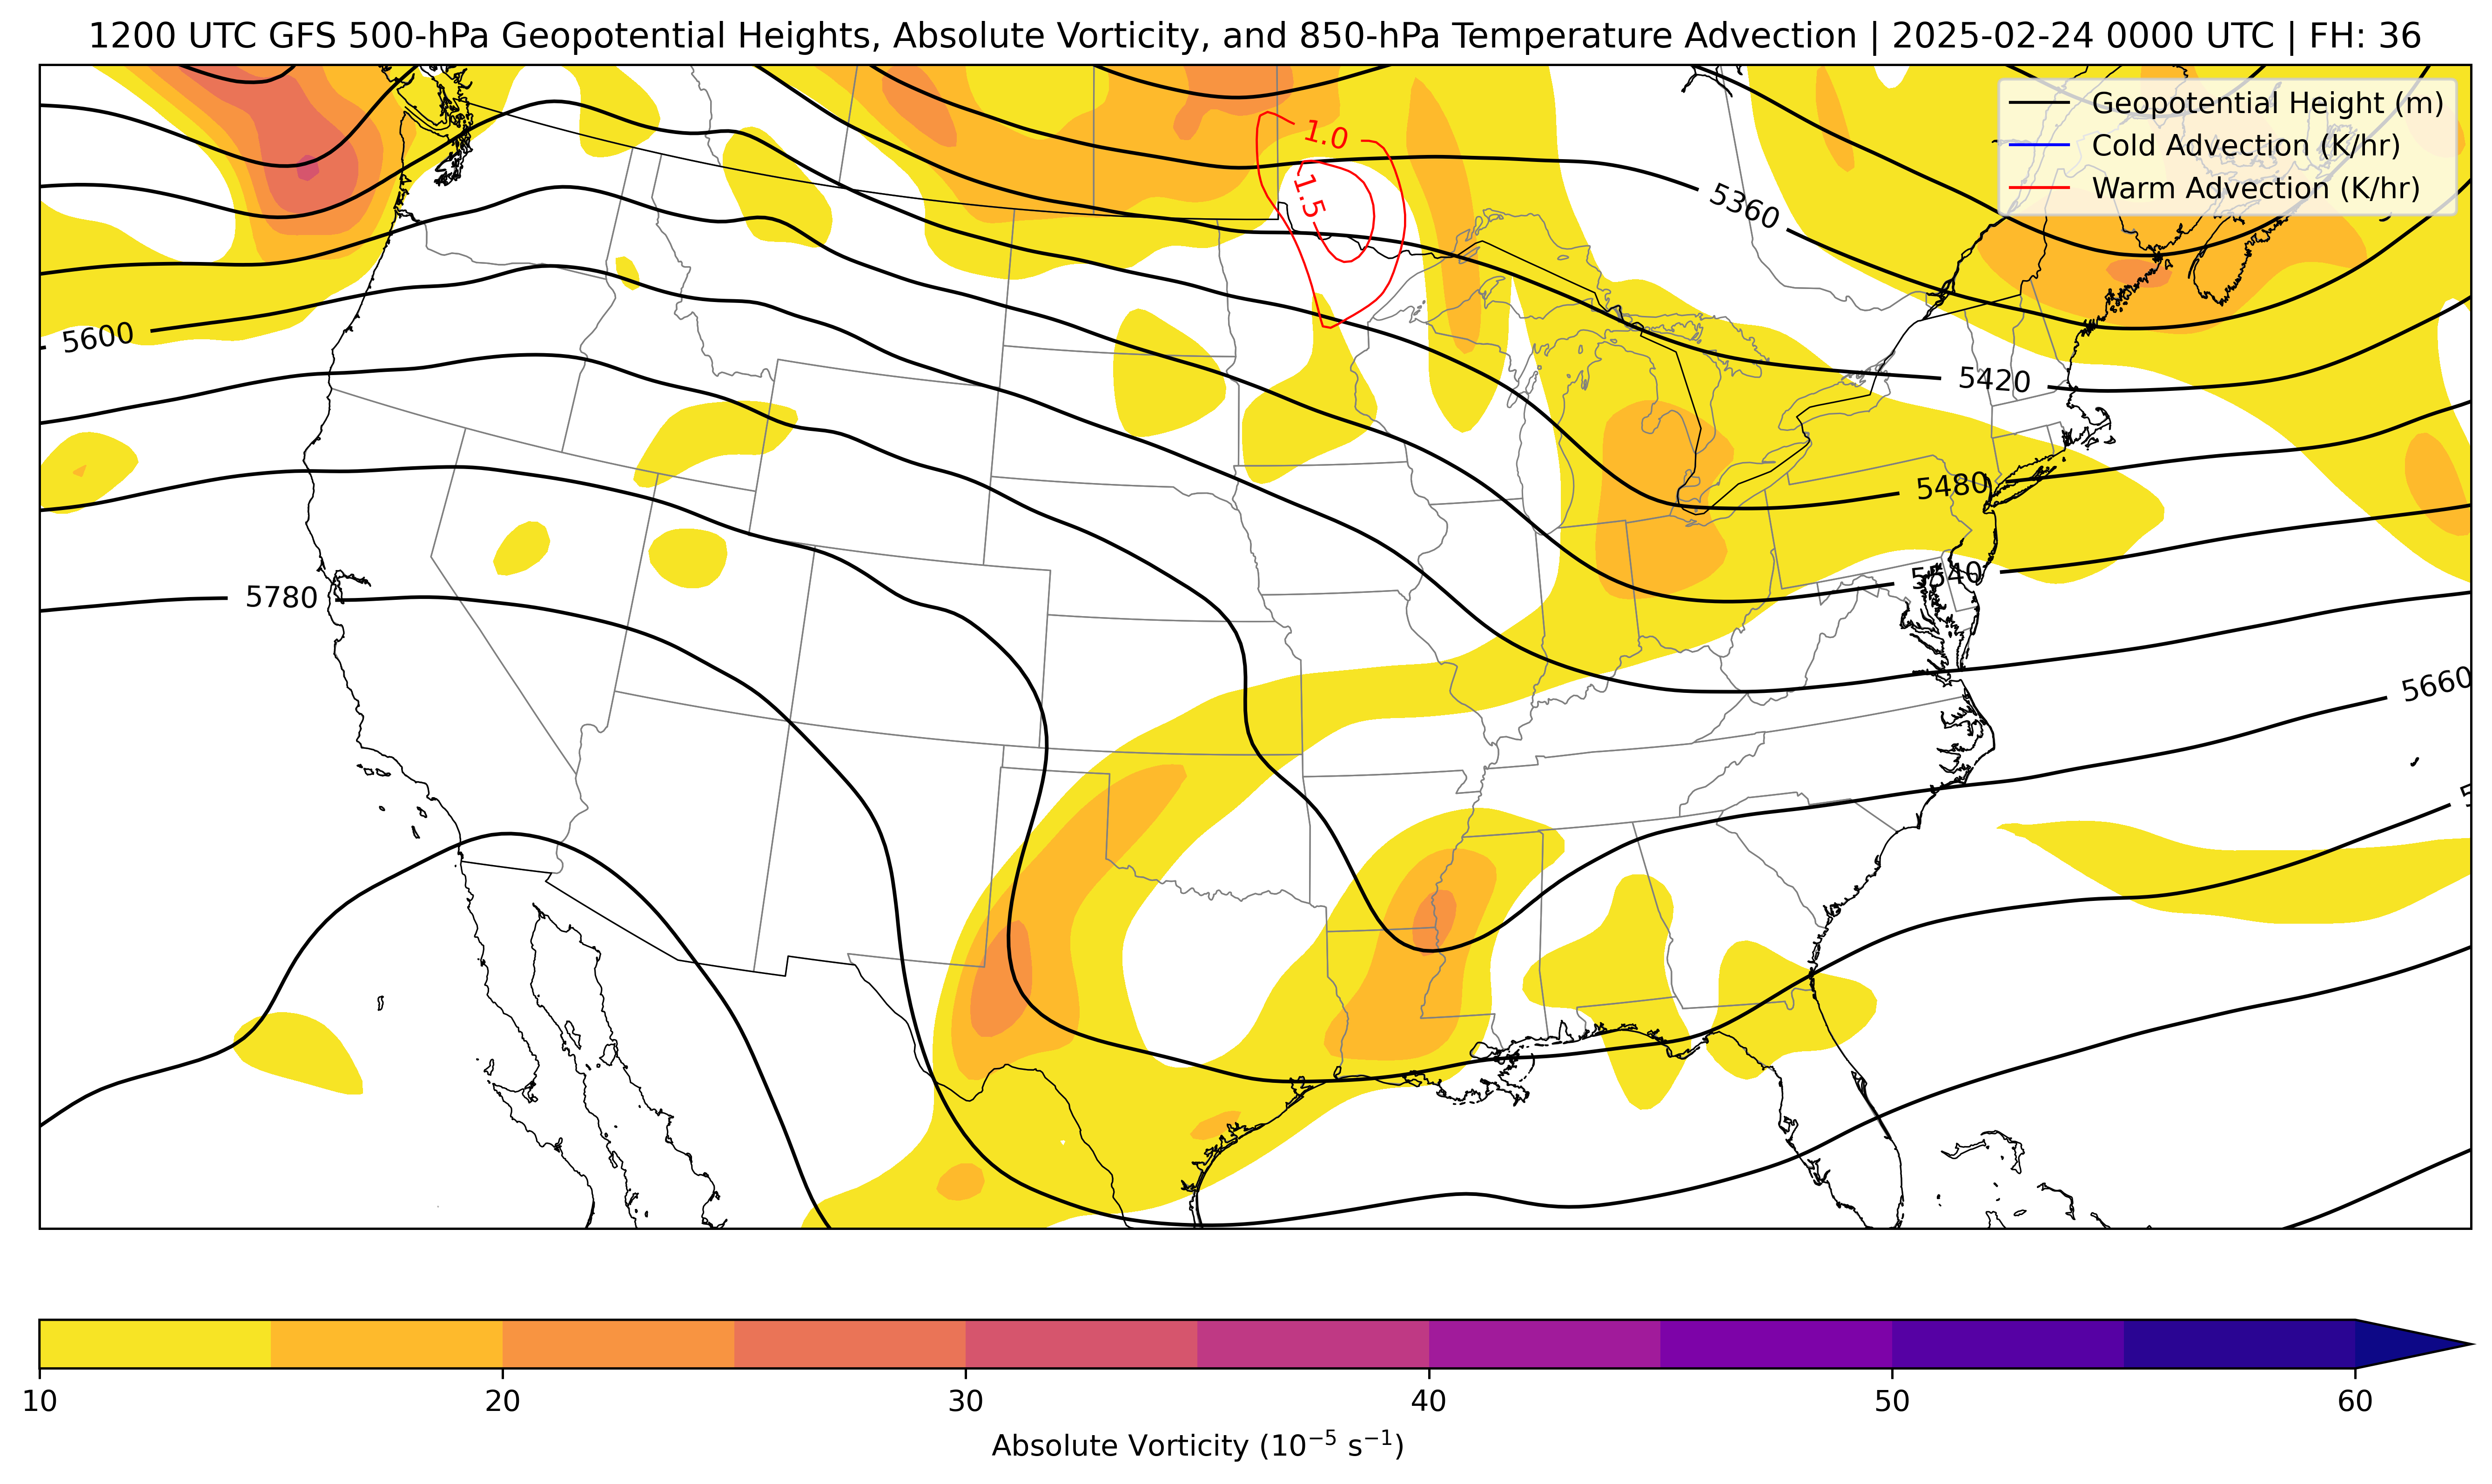 1200 UTC GFS 500-hPa Geopotential Heights, Absolute Vorticity, and 850-hPa Temperature Advection | 2025-02-24 0000 UTC | FH: 36
Geopotential Height (m)
Cold Advection (K/hr)
Warm Advection (K/hr)
1.0
1.5
5360
5600
5420
5480
5540
5780
5660
10 20 30 40 50 60
Absolute Vorticity (10⁻⁵ s⁻¹)